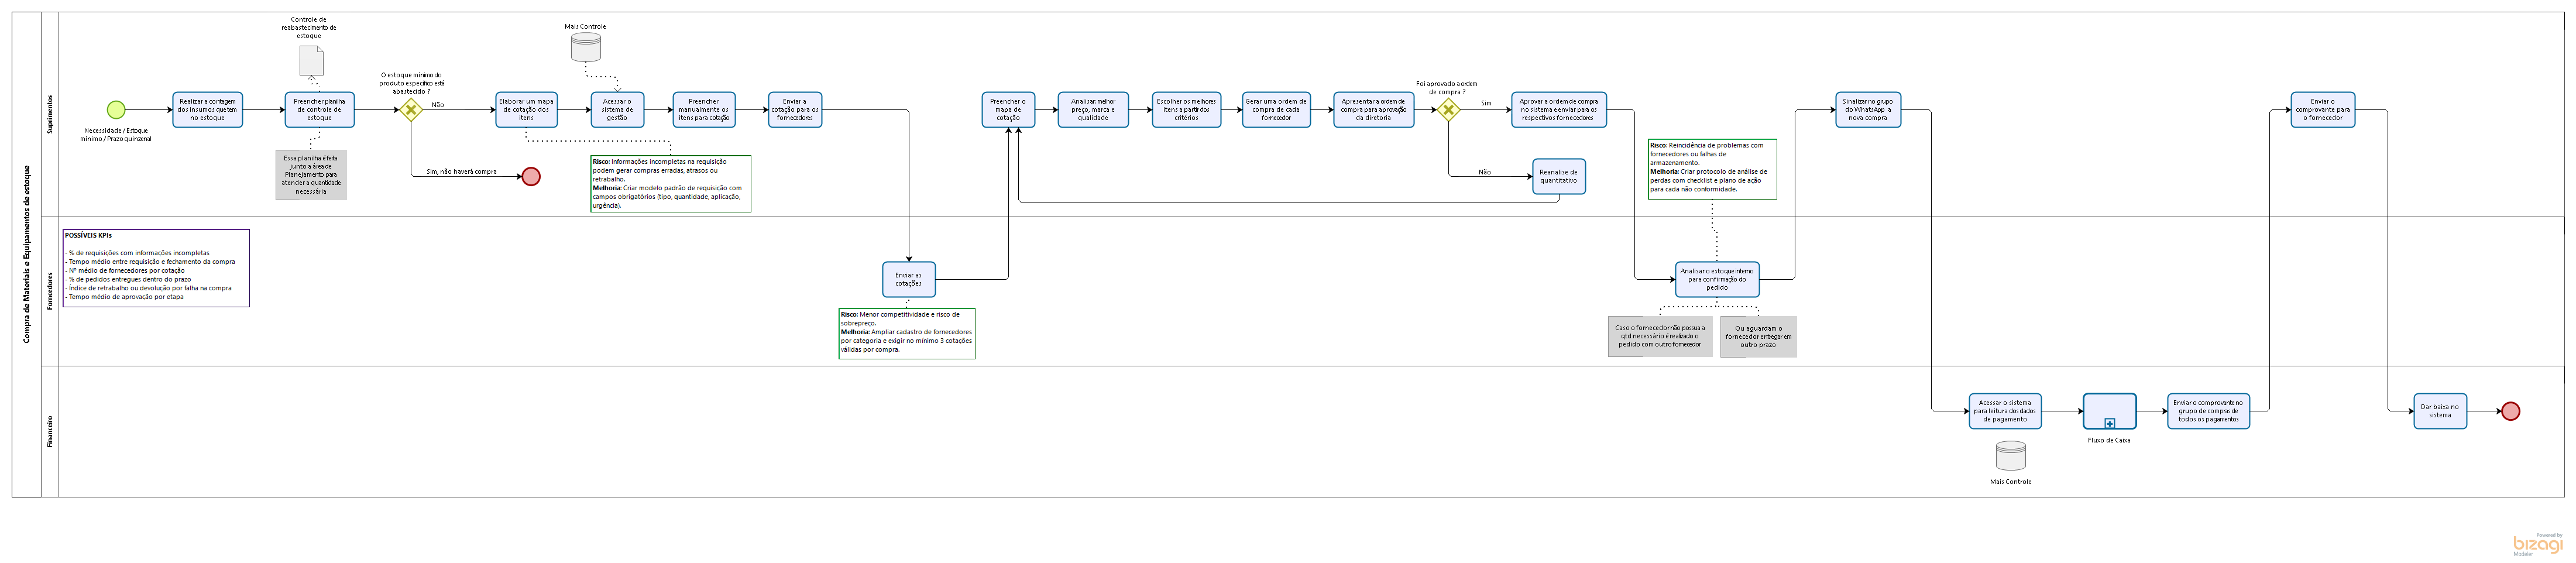 Compra de Materiais e Equipamentos de estoque
Suprimentos
Necessidade / Estoque
mínimo / Prazo quinzenal
Realizar a contagem
dos insumos que tem
no estoque
Controle de
reabastecimento de
estoque
Preencher planilha
de controle de
estoque
Essa planilha é feita
junto a área de
Planejamento para
atender a quantidade
necessária
O estoque mínimo do
produto específico está
abastecido ?
Não
Sim, não haverá compra
Elaborar um mapa
de cotação dos
itens
Mais Controle
Acessar o
sistema de
gestão
Preencher
manualmente os
itens para cotação
Enviar a
cotação para os
fornecedores
Risco: Informações incompletas na requisição
podem gerar compras erradas, atrasos ou
retrabalho.
Melhoria: Criar modelo padrão de requisição com
campos obrigatórios (tipo, quantidade, aplicação,
urgência).
Preencher o
mapa de
cotação
Analisar melhor
preço, marca e
qualidade
Escolher os melhores
itens a partir dos
critérios
Gerar uma ordem de
compra de cada
fornecedor
Apresentar a ordem de
compra para aprovação
da diretoria
Foi aprovado a ordem
de compra ?
Sim
Não
Aprovar a ordem de compra
no sistema e enviar para os
respectivos fornecedores
Reanalise de
quantitativo
Risco: Reincidência de problemas com
fornecedores ou falhas de
armazenamento.
Melhoria: Criar protocolo de análise de
perdas com checklist e plano de ação
para cada não conformidade.
Sinalizar no grupo
do WhatsApp a
nova compra
Enviar o
comprovante para
o fornecedor
Forncedores
POSSÍVEIS KPIs
- % de requisições com informações incompletas
- Tempo médio entre requisição e fechamento da compra
- Nº médio de fornecedores por cotação
- % de pedidos entregues dentro do prazo
- Índice de retrabalho ou devolução por falha na compra
- Tempo médio de aprovação por etapa
Enviar as
cotações
Risco: Menor competitividade e risco de
sobrepreço.
Melhoria: Ampliar cadastro de fornecedores
por categoria e exigir no mínimo 3 cotações
válidas por compra.
Analisar o estoque interno
para confirmação do
pedido
Caso o fornecedor não possua a
qtd necessário é realizado o
pedido com outro fornecedor
Ou aguardam o
fornecedor entregar em
outro prazo
Financeiro
Acessar o sistema
para leitura dos dados
de pagamento
Mais Controle
Fluxo de Caixa
Enviar o comprovante no
grupo de compras de
todos os pagamentos
Dar baixa no
sistema
Powered by
bizagi
Modeler